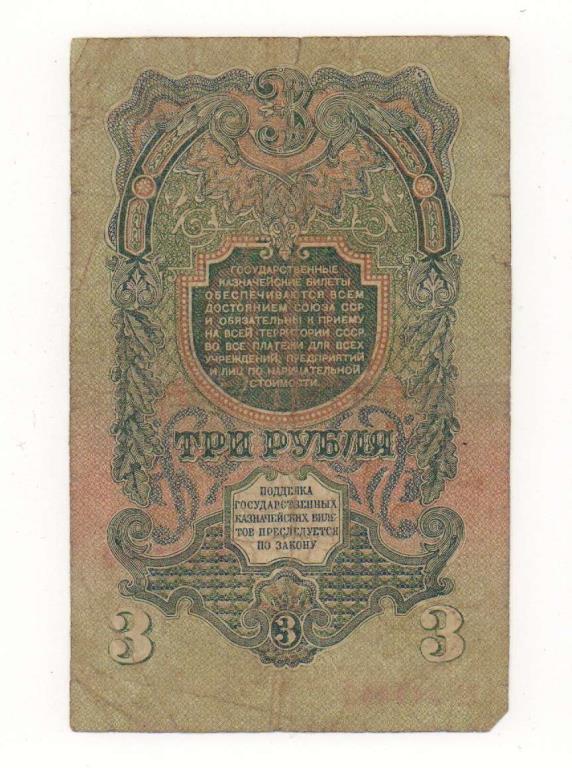 3
ГОСУДАРСТВЕННЫЕ
КАЗНАЧЕЙСКИЕ БИЛЕТЫ
ОБЕСПЕЧИВАЮТСЯ ВСЕМ
ДОСТОЯНИЕМ СОЮЗА ССР
И ОБЯЗАТЕЛЬНЫ К ПРИЕМУ
НА ВСЕЙ ТЕРРИТОРИИ СССР
ВО ВСЕ ПЛАТЕЖИ ДЛЯ ВСЕХ
УЧРЕЖДЕНИЙ, ПРЕДПРИЯТИЙ
И ЛИЦ ПО НАРИЦАТЕЛЬНОЙ
СТОИМОСТИ.
ТРИ РУБЛЯ
ПОДДЕЛКА
ГОСУДАРСТВЕННЫХ
КАЗНАЧЕЙСКИХ БИЛЕ-
ТОВ ПРЕСЛЕДУЕТСЯ
ПО ЗАКОНУ
3 3 3